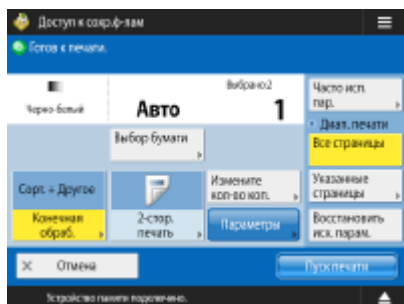 Доступ к сохр.ф-лам
Готов к печати.
Выбрано:2
Черно-белый
Авто
1
Часто исп.
пар.
Диап. печати
Все страницы
Выбор бумаги
Сорт. + Другое
Конечная
обраб.
2-стор.
печать
Измените
кол-во коп.
Параметры
Указанные
страницы
Восстановить
исх. парам.
Отмена
Пуск печати
Устройство памяти подключено.